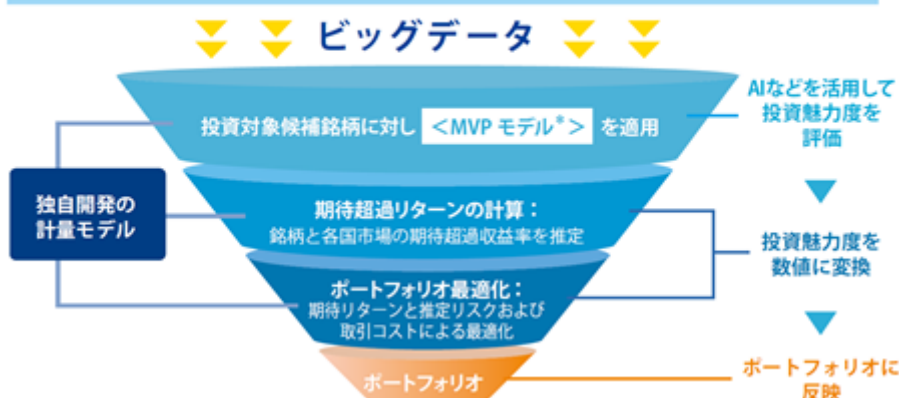 ビッグデータ
投資対象候補銘柄に対し <MVP モデル*> を適用
AIなどを活用して
投資魅力度を
評価
独自開発の
計量モデル
期待超過リターンの計算：
銘柄と各国市場の期待超過収益率を推定
投資魅力度を
数値に変換
ポートフォリオ最適化：
期待リターンと推定リスクおよび
取引コストによる最適化
ポートフォリオ
ポートフォリオに
反映